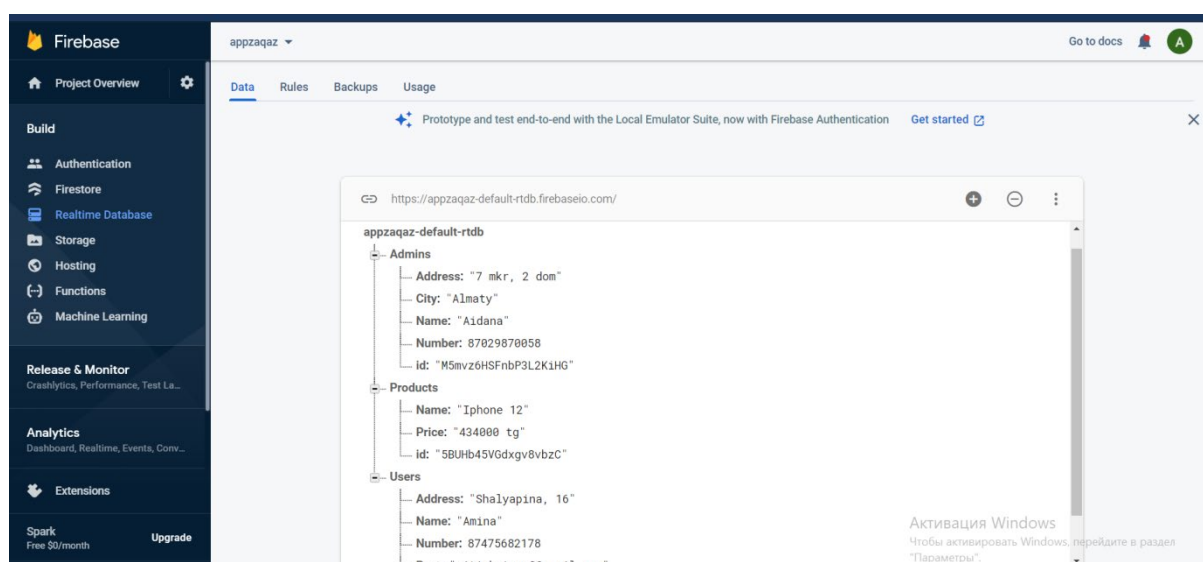 Firebase
appzaqaz
Go to docs
A
Project Overview
Data Rules Backups Usage
Prototype and test end-to-end with the Local Emulator Suite, now with Firebase Authentication Get started
Build
Authentication
Firestore
Realtime Database
Storage
Hosting
Functions
Machine Learning
Release & Monitor
Crashlytics, Performance, Test La...
Analytics
Dashboard, Realtime, Events, Conv...
Extensions
Spark
Free $0/month
Upgrade
https://appzaqaz-default-rtdb.firebaseio.com/
appzaqaz-default-rtdb
Admins
Address: "7 mkr, 2 dom"
City: "Almaty"
Name: "Aidana"
Number: 87029870058
id: "M5mvz6HSFnbP3L2KiHG"
Products
Name: "Iphone 12"
Price: "434000 tg"
id: "5BUHb45VGdxgv8vbzC"
Users
Address: "Shalyapina, 16"
Name: "Amina"
Number: 87475682178
Активация Windows
Чтобы активировать Windows, перейдите в раздел
"Параметры".